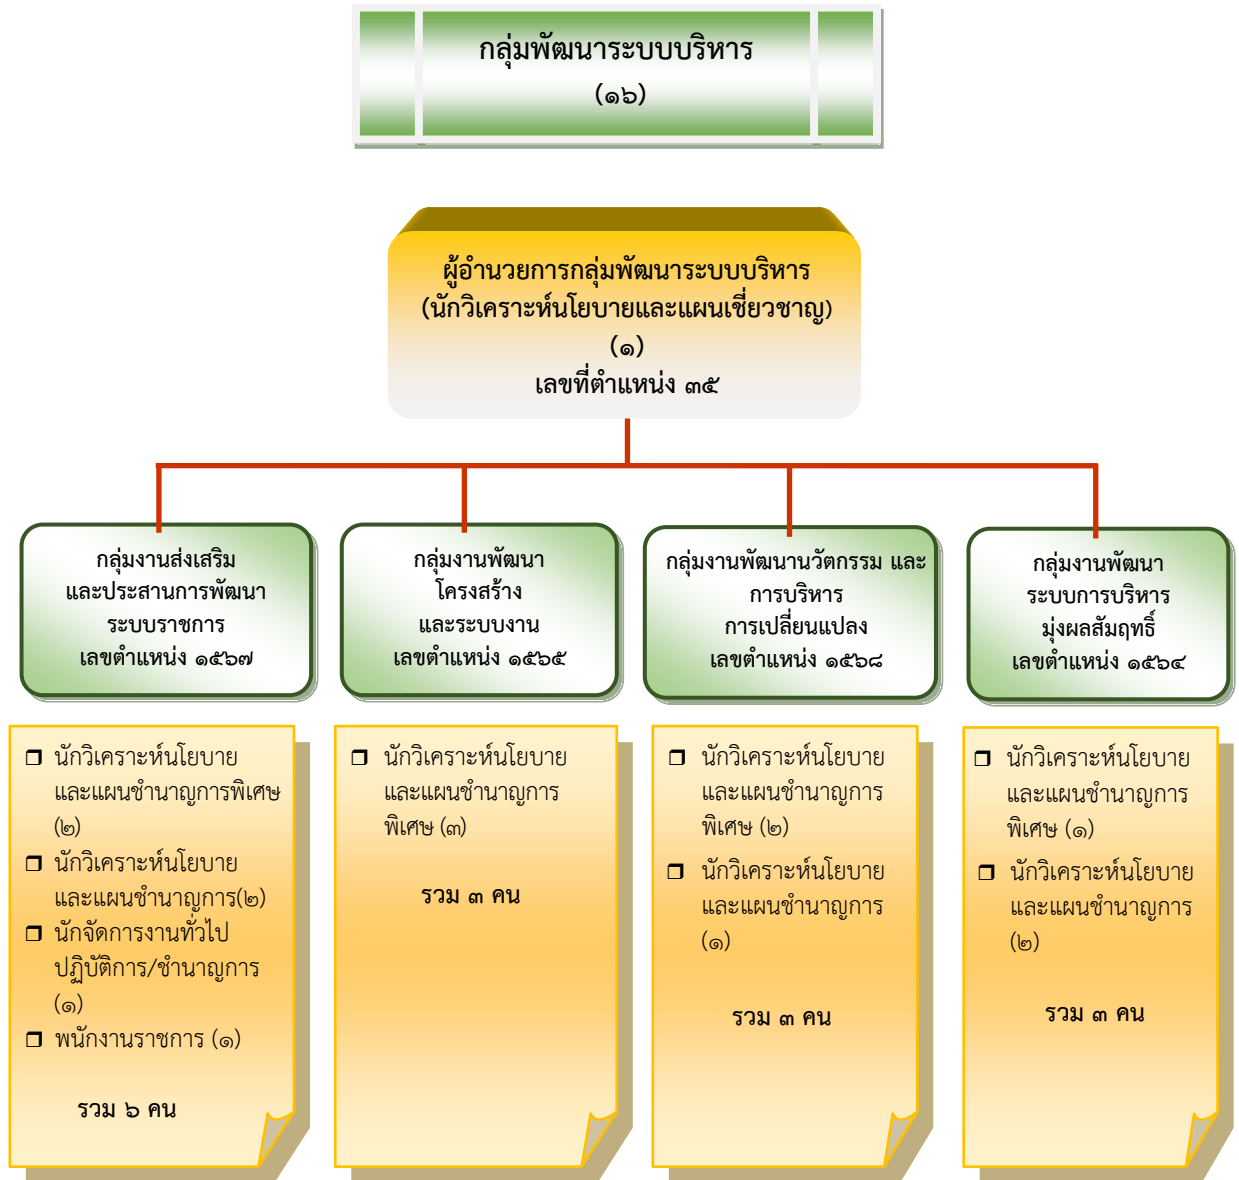 กลุ่มพัฒนาระบบบริหาร
(๑๖)
ผู้อำนวยการกลุ่มพัฒนาระบบบริหาร
(นักวิเคราะห์นโยบายและแผนเชี่ยวชาญ)
(๑)
เลขที่ตำแหน่ง ๓๕
กลุ่มงานส่งเสริม
และประสานการพัฒนา
ระบบราชการ
เลขตำแหน่ง ๑๕๖๗
กลุ่มงานพัฒนา
โครงสร้าง
และระบบงาน
เลขตำแหน่ง ๑๕๖๕
กลุ่มงานพัฒนานวัตกรรม และ
การบริหาร
การเปลี่ยนแปลง
เลขตำแหน่ง ๑๕๖๘
กลุ่มงานพัฒนา
ระบบการบริหาร
มุ่งผลสัมฤทธิ์
เลขตำแหน่ง ๑๕๖๔
❒ นักวิเคราะห์นโยบาย
และแผนชำนาญการพิเศษ
(๒)
❒ นักวิเคราะห์นโยบาย
และแผนชำนาญการ(๒)
❒ นักจัดการงานทั่วไป
ปฏิบัติการ/ชำนาญการ
(๑)
❒ พนักงานราชการ (๑)
รวม ๖ คน
❒ นักวิเคราะห์นโยบาย
และแผนชำนาญการ
พิเศษ (๓)
รวม ๓ คน
❒ นักวิเคราะห์นโยบาย
และแผนชำนาญการ
พิเศษ (๒)
❒ นักวิเคราะห์นโยบาย
และแผนชำนาญการ
(๑)
รวม ๓ คน
❒ นักวิเคราะห์นโยบาย
และแผนชำนาญการ
พิเศษ (๑)
❒ นักวิเคราะห์นโยบาย
และแผนชำนาญการ
(๒)
รวม ๓ คน